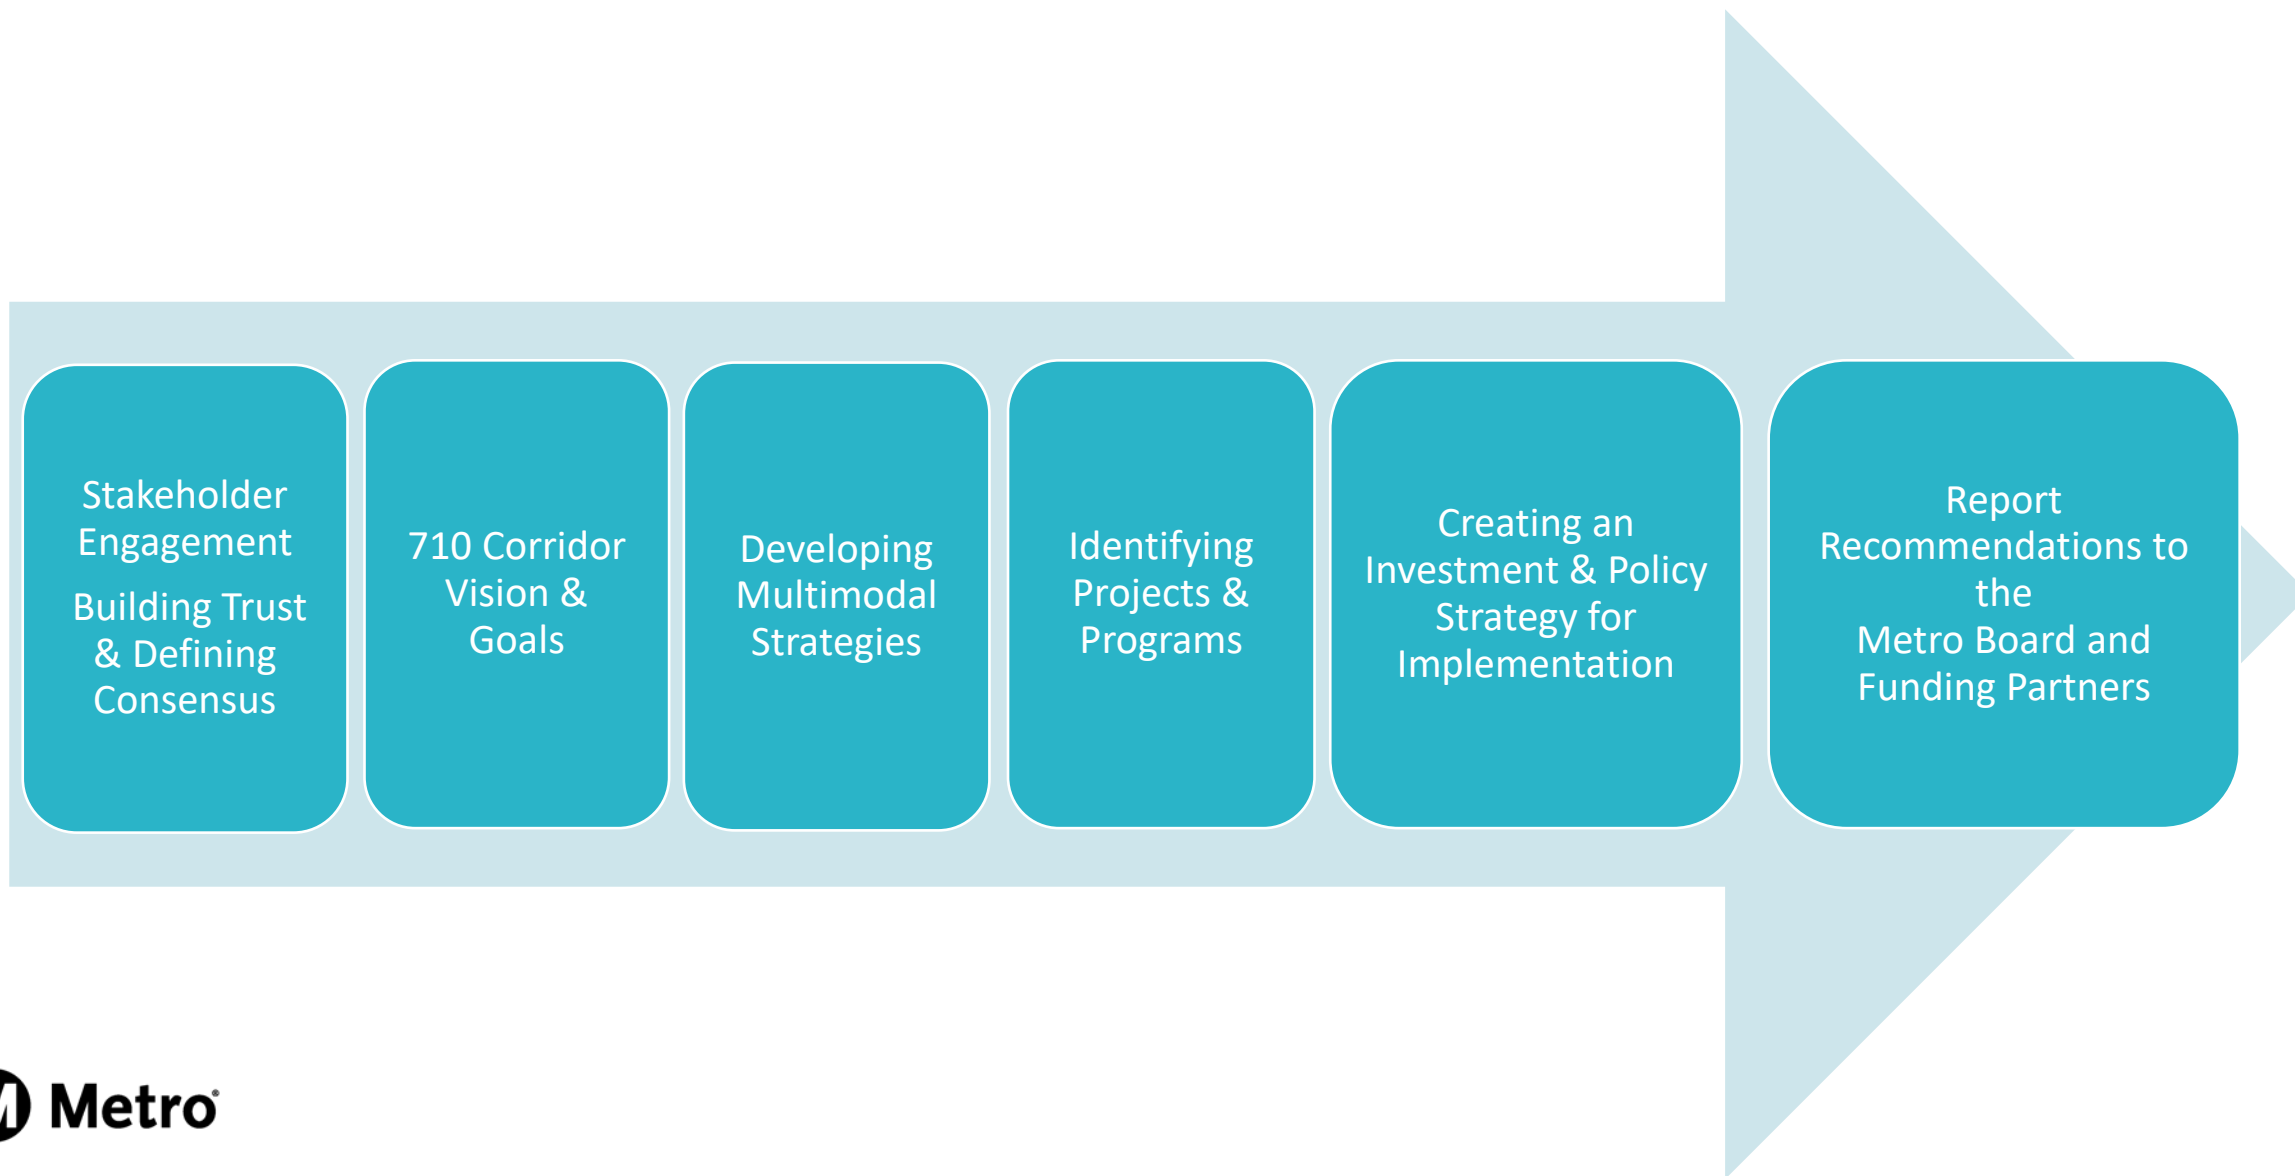 Stakeholder
Engagement
Building Trust
& Defining
Consensus
710 Corridor
Vision &
Goals
Developing
Multimodal
Strategies
Identifying
Projects &
Programs
Creating an
Investment & Policy
Strategy for
Implementation
Report
Recommendations to
the
Metro Board and
Funding Partners
M Metro®